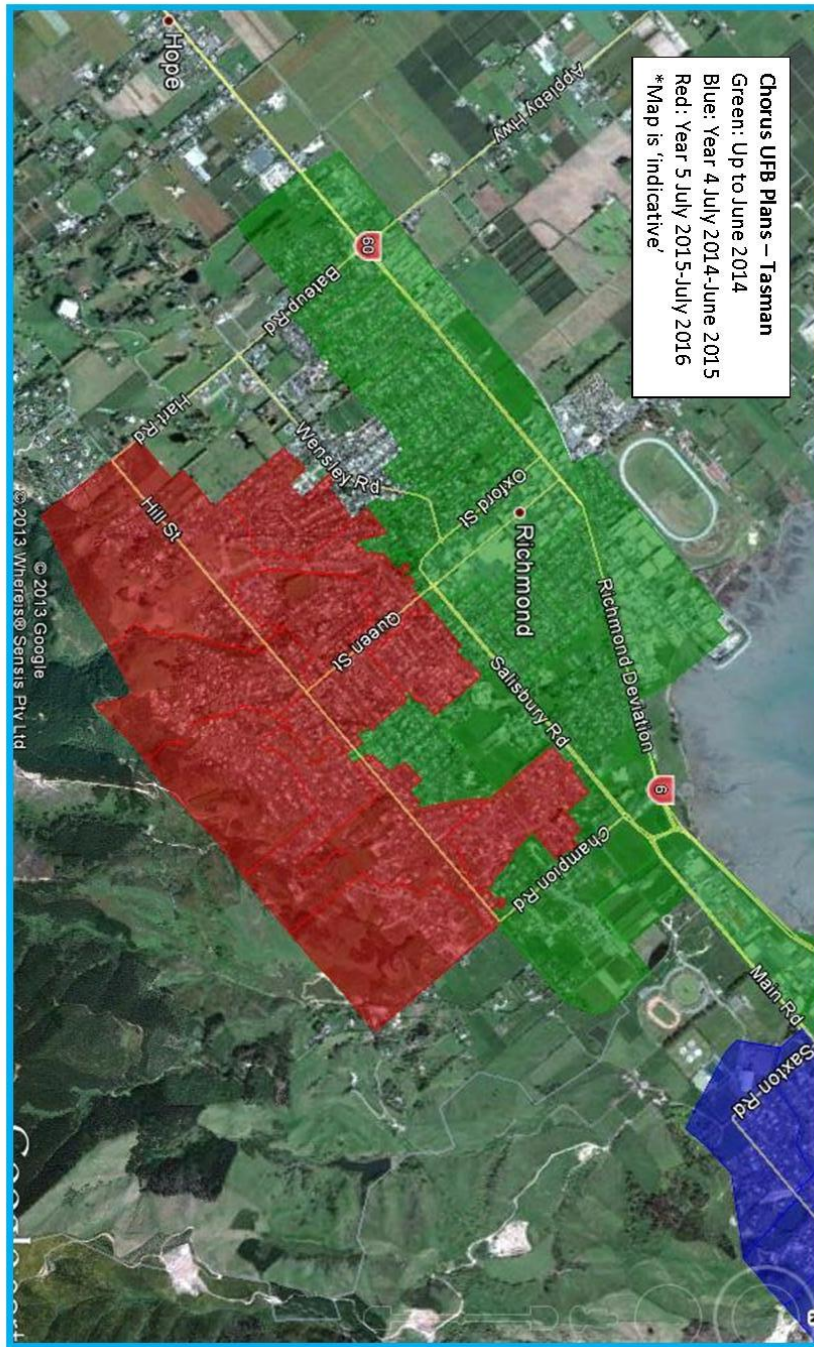 Chorus UFB Plans – Tasman
Green: Up to June 2014
Blue: Year 4 July 2014-June 2015
Red: Year 5 July 2015-July 2016
*Map is 'indicative'
Appleby Hwy
Hope
60
Bateup Rd
Hart Rd
Wensley Rd
Oxford St
Richmond
Richmond Deviation
6
Salisbury Rd
Queen St
Hill St
Champion Rd
Main Rd
Saxton Rd
© 2013 Google
© 2013 Whereis® Sensis Pty Ltd